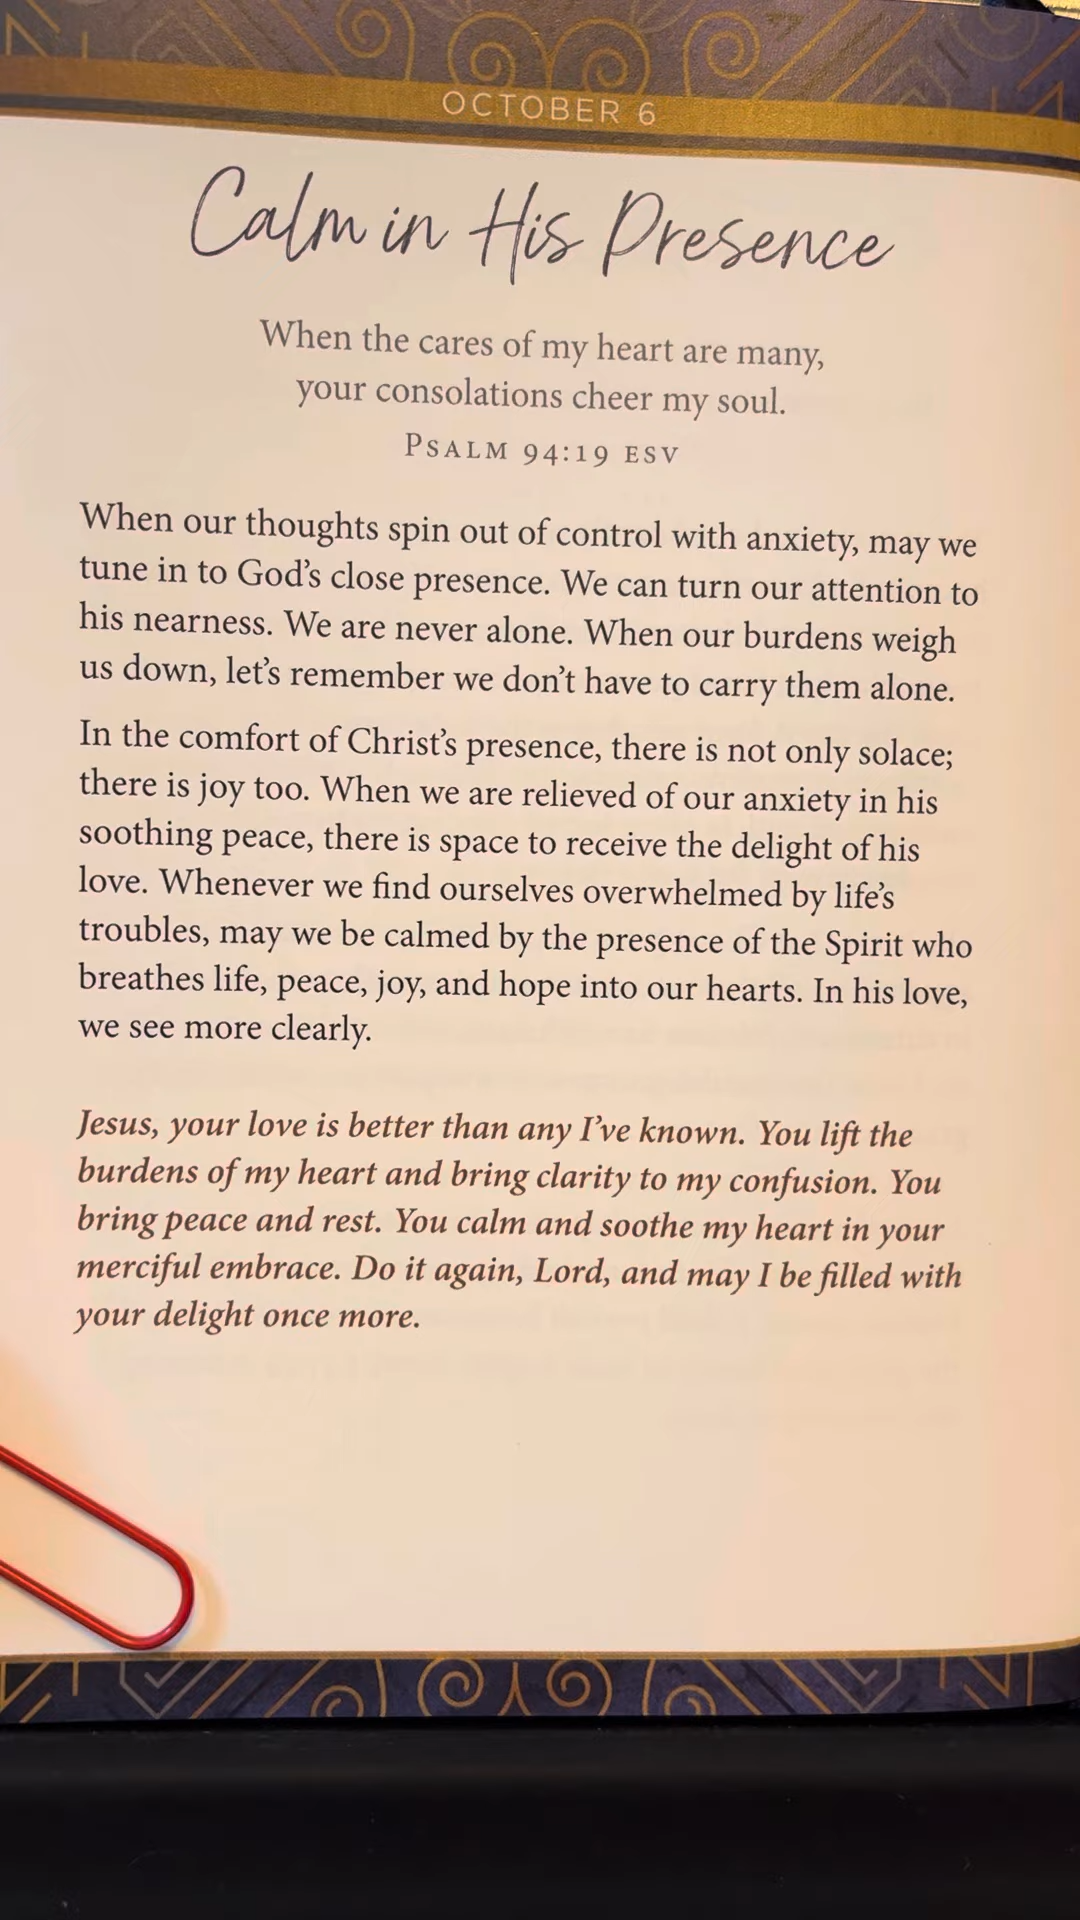 OCTOBER 6
Calm in His Presence
When the cares of my heart are many,
your consolations cheer my soul.
PSALM 94:19 ESV
When our thoughts spin out of control with anxiety, may we
tune in to God’s close presence. We can turn our attention to
his nearness. We are never alone. When our burdens weigh
us down, let’s remember we don’t have to carry them alone.
In the comfort of Christ’s presence, there is not only solace;
there is joy too. When we are relieved of our anxiety in his
soothing peace, there is space to receive the delight of his
love. Whenever we find ourselves overwhelmed by life’s
troubles, may we be calmed by the presence of the Spirit who
breathes life, peace, joy, and hope into our hearts. In his love,
we see more clearly.
Jesus, your love is better than any I’ve known. You lift the
burdens of my heart and bring clarity to my confusion. You
bring peace and rest. You calm and soothe my heart in your
merciful embrace. Do it again, Lord, and may I be filled with
your delight once more.